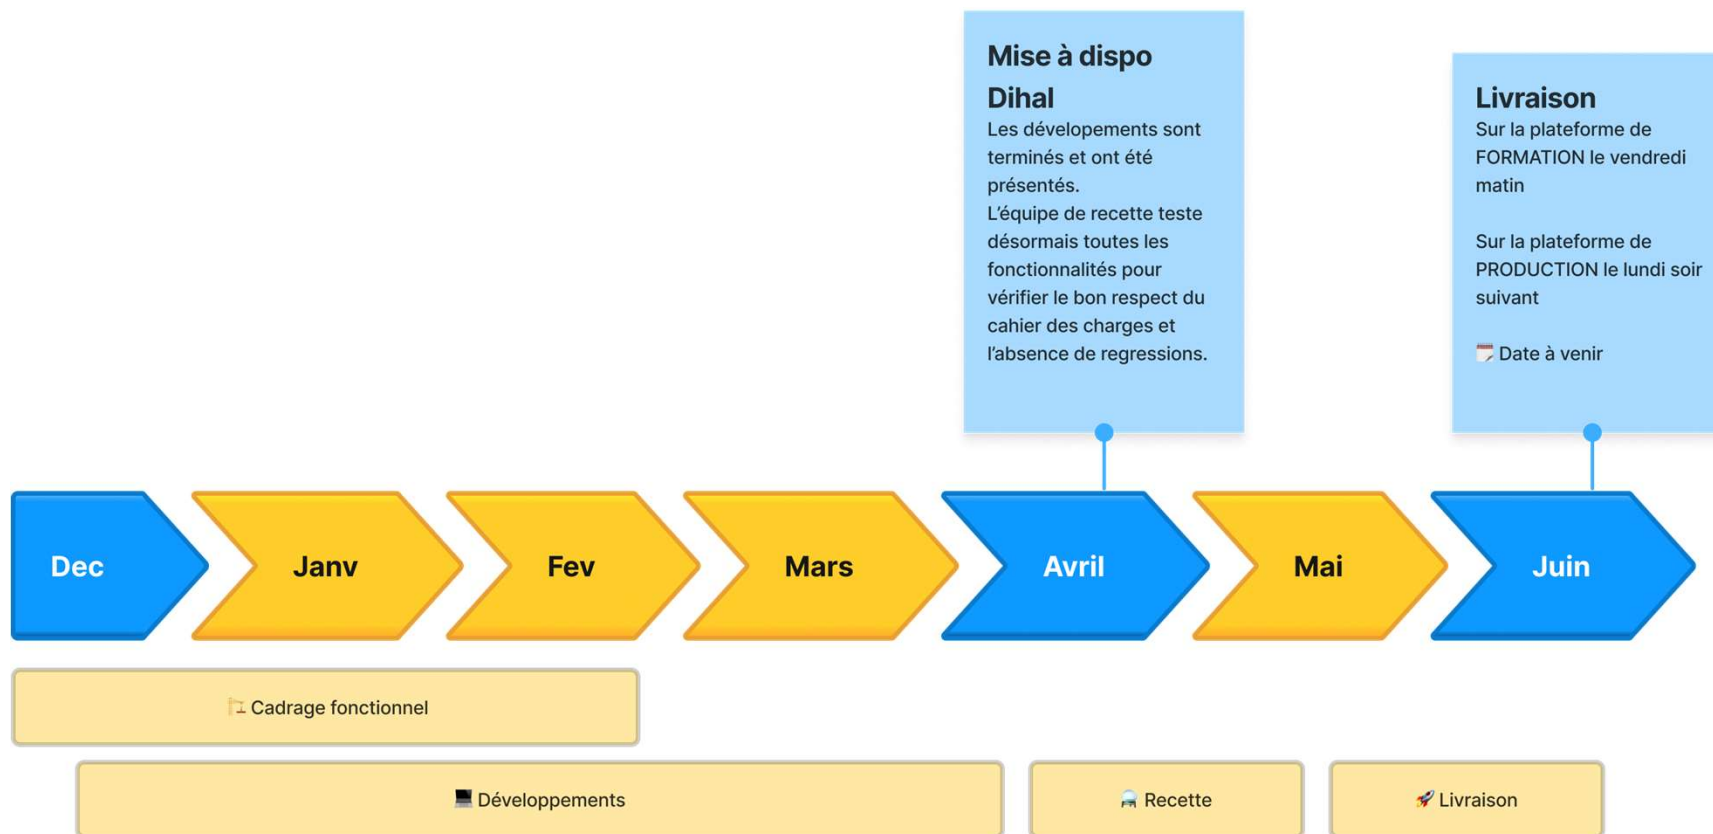 Mise à dispo
Dihal
Les dévelopements sont
terminés et ont été
présentés.
L’équipe de recette teste
désormais toutes les
fonctionnalités pour
vérifier le bon respect du
cahier des charges et
l’absence de regressions.
Livraison
Sur la plateforme de
FORMATION le vendredi
matin
Sur la plateforme de
PRODUCTION le lundi soir
suivant
🗓️ Date à venir
Dec
Janv
Fev
Mars
Avril
Mai
Juin
🏗️ Cadrage fonctionnel
💻 Développements
🔮 Recette
🚀 Livraison